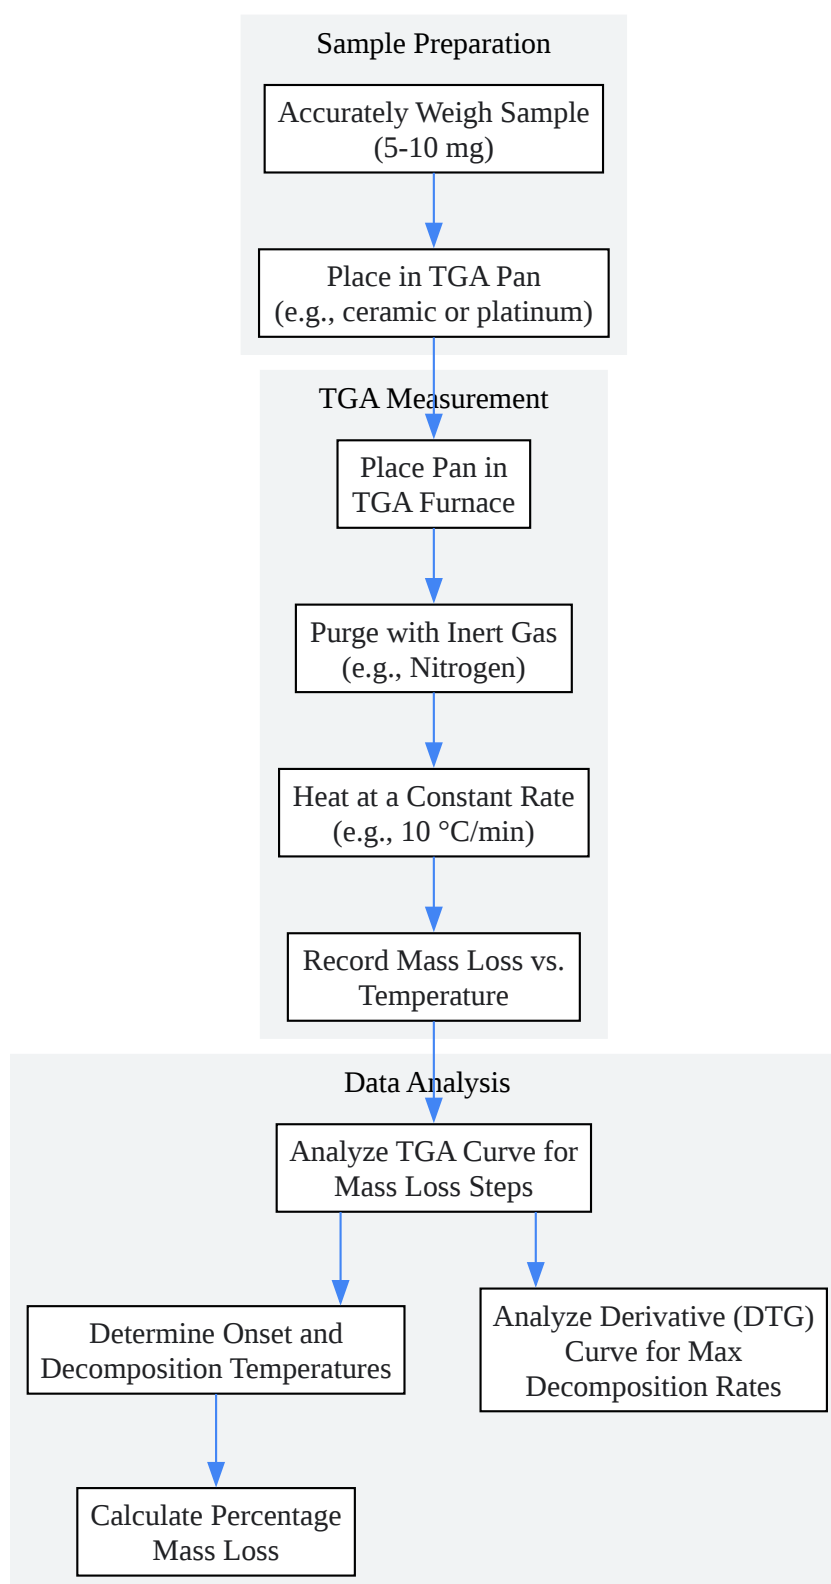 Sample Preparation
Accurately Weigh Sample
(5-10 mg)
Place in TGA Pan
(e.g., ceramic or platinum)
TGA Measurement
Place Pan in
TGA Furnace
Purge with Inert Gas
(e.g., Nitrogen)
Heat at a Constant Rate
(e.g., 10 °C/min)
Record Mass Loss vs.
Temperature
Data Analysis
Analyze TGA Curve for
Mass Loss Steps
Determine Onset and
Decomposition Temperatures
Analyze Derivative (DTG)
Curve for Max
Decomposition Rates
Calculate Percentage
Mass Loss